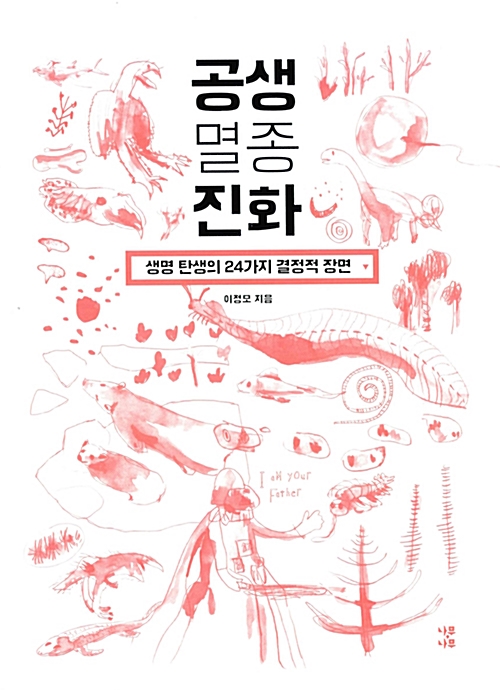 공생
멸종
진화
생명 탄생의 24가지 결정적 장면
이정모 지음
I am your
Father
나무,
나무